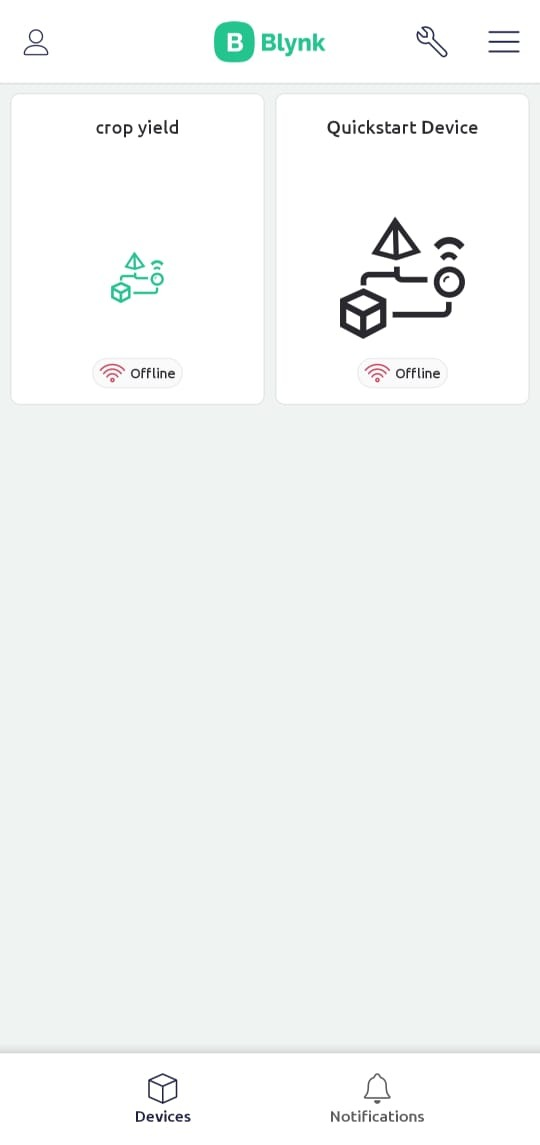 B Blynk
crop yield
Quickstart Device
Offline
Offline
Devices
Notifications